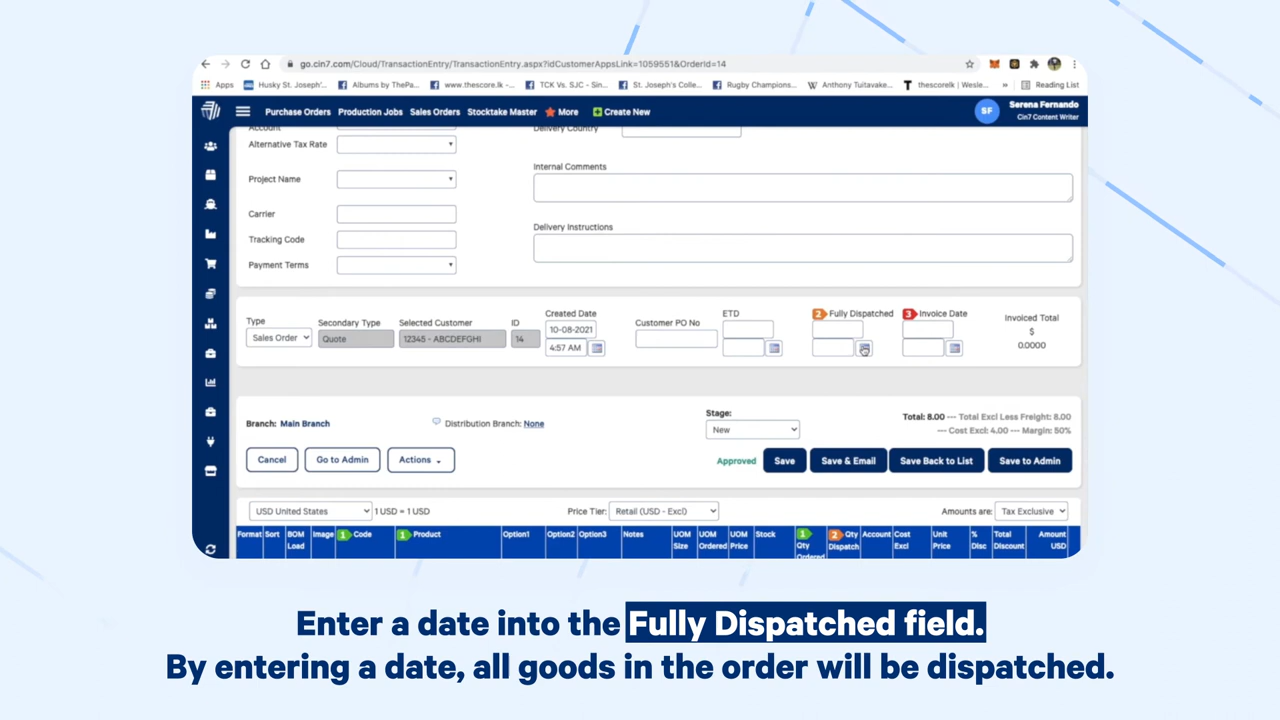 go.cin7.com/Cloud/TransactionEntry/TransactionEntry.aspx?idCustomerAppsLink=1059551&OrderId=14
Apps Husky St. Joseph'... Albums by ThePa... www.thescore.lk -... TCK Vs. SJC - Sin... St. Joseph's Colle... Rugby Champions... Anthony Tuitavake... thescorelk | Wesle... » Reading List
Purchase Orders Production Jobs Sales Orders Stocktake Master More Create New SF Serena Fernando
Cin7 Content Writer
Account Delivery Country
Alternative Tax Rate
Internal Comments
Project Name
Carrier
Delivery Instructions
Tracking Code
Payment Terms
Type Secondary Type Selected Customer ID Created Date Customer PO No ETD 2 Fully Dispatched 3 Invoice Date Invoiced Total
Sales Order Quote 12345 - ABCDEFGHI 14 10-08-2021 $
4:57 AM 0.0000
Branch: Main Branch Distribution Branch: None Stage: Total: 8.00 --- Total Excl Less Freight: 8.00
New --- Cost Excl: 4.00 --- Margin: 50%
Cancel Go to Admin Actions Approved Save Save & Email Save Back to List Save to Admin
USD United States 1 USD = 1 USD Price Tier: Retail (USD - Excl) Amounts are: Tax Exclusive
Format Sort BOM Load Image 1 Code 1 Product Option1 Option2 Option3 Notes UOM Size UOM Ordered UOM Price Stock 1 Qty Ordered 2 Qty Dispatch Account Cost Excl Unit Price % Disc Total Discount Amount USD
Enter a date into the Fully Dispatched field.
By entering a date, all goods in the order will be dispatched.